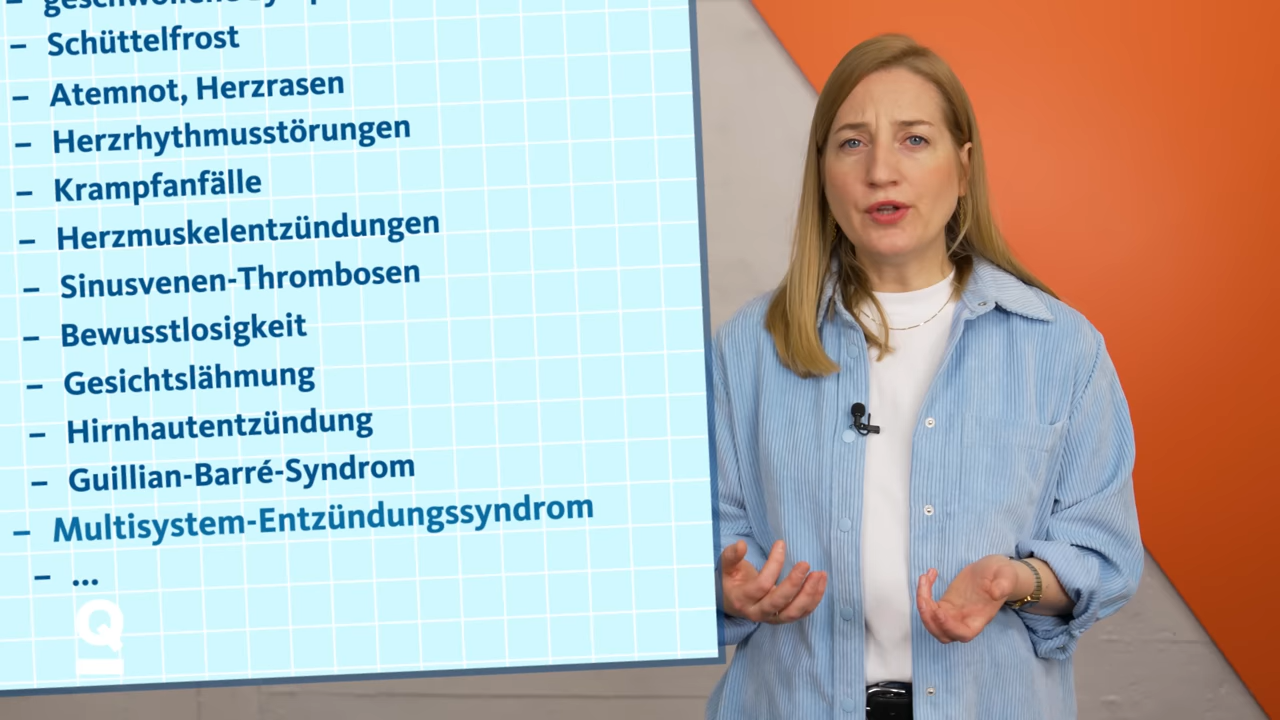 – Schüttelfrost
– Atemnot, Herzrasen
– Herzrhythmusstörungen
– Krampfanfälle
– Herzmuskelentzündungen
– Sinusvenen-Thrombosen
– Bewusstlosigkeit
– Gesichtslähmung
– Hirnhautentzündung
– Guillian-Barré-Syndrom
– Multisystem-Entzündungssyndrom
– ...
Q